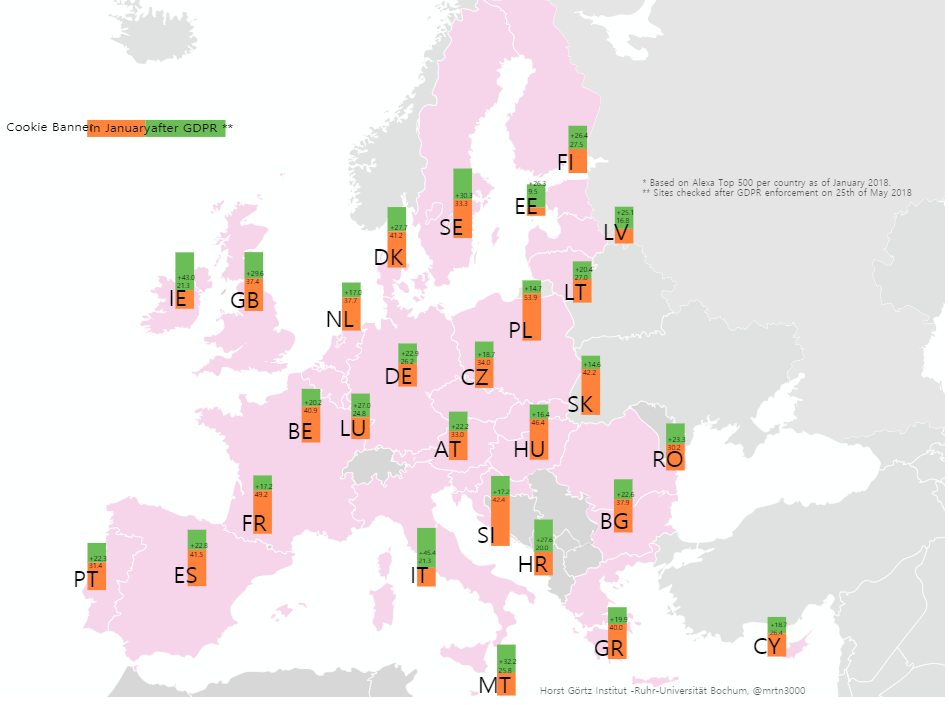 Cookie Banner
in January*
after GDPR **
* Based on Alexa Top 500 per country as of January 2018.
** Sites checked after GDPR enforcement on 25th of May 2018
+26.4
27.5
FI
+26.3
9.5
EE
+30.3
33.3
SE
+25.1
16.8
LV
+27.7
41.2
DK
+20.4
27.0
LT
+43.0
21.3
IE
+29.6
37.4
GB
+17.0
37.7
NL
+14.7
53.9
PL
+22.9
26.2
DE
+18.7
34.0
CZ
+14.6
42.2
SK
+20.2
40.9
BE
+27.0
24.8
LU
+22.2
33.0
AT
+16.4
46.4
HU
+23.3
30.2
RO
+17.2
49.2
FR
+17.2
42.4
SI
+22.6
37.9
BG
+27.6
20.0
HR
+22.3
31.4
PT
+22.8
41.5
ES
+45.4
21.3
IT
+19.9
40.0
GR
26.4
CY
+32.2
25.8
MT
Horst Görtz Institut -Ruhr-Universität Bochum, @mrtn3000